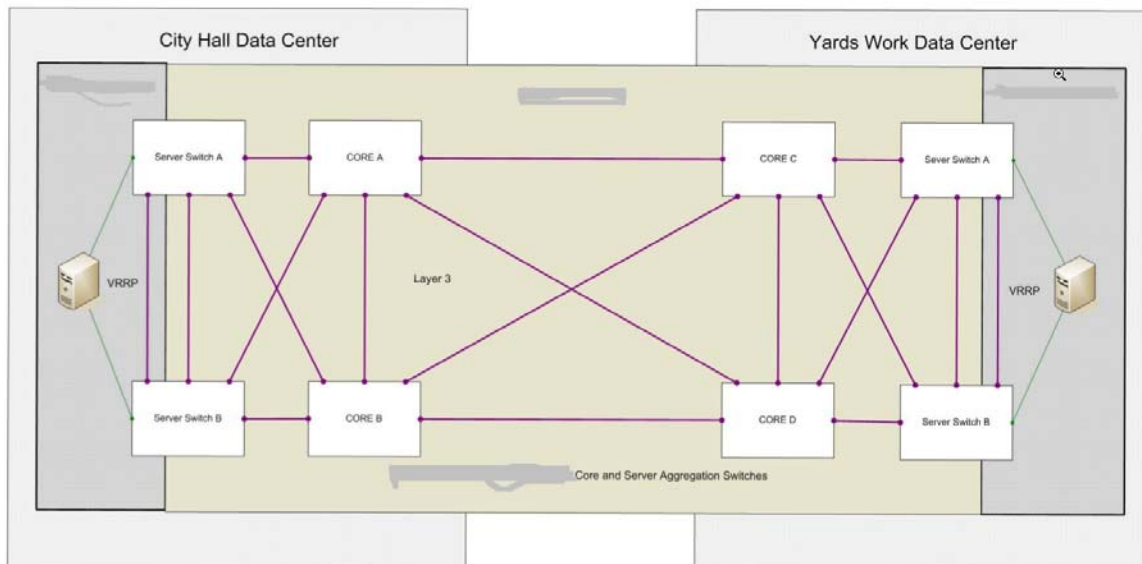 City Hall Data Center
Yards Work Data Center
Server Switch A
CORE A
CORE C
Sever Switch A
VRRP
Layer 3
VRRP
Server Switch B
CORE B
CORE D
Server Switch B
Core and Server Aggregation Switches